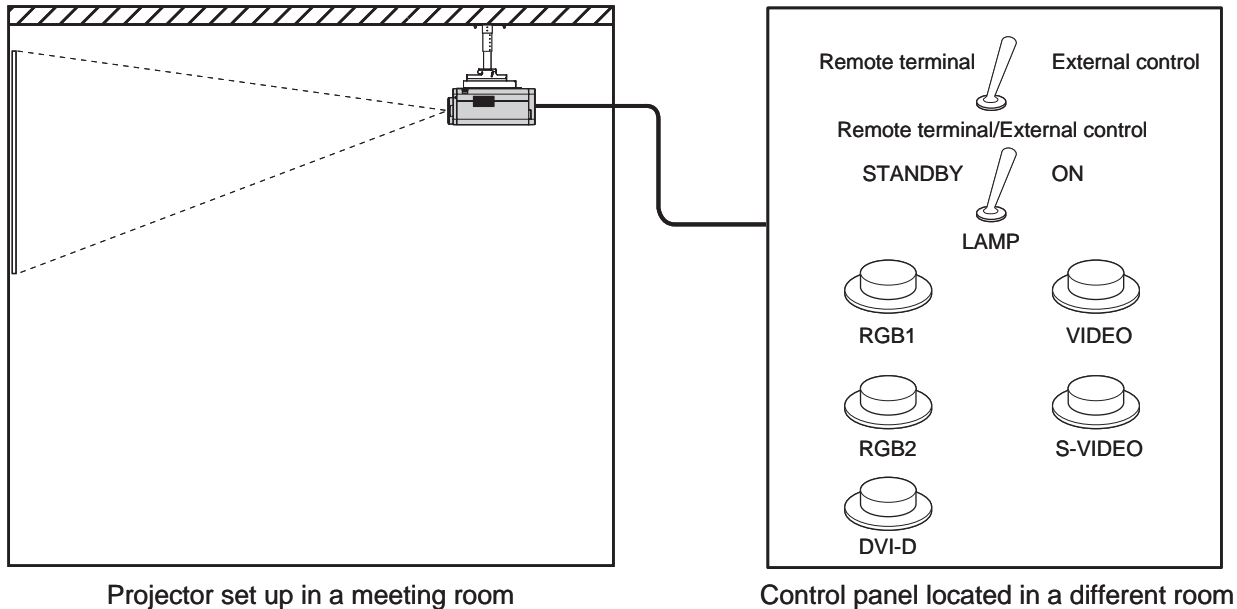 Remote terminal
External control
Remote terminal/External control
STANDBY
ON
LAMP
RGB1
VIDEO
RGB2
S-VIDEO
DVI-D
Projector set up in a meeting room
Control panel located in a different room